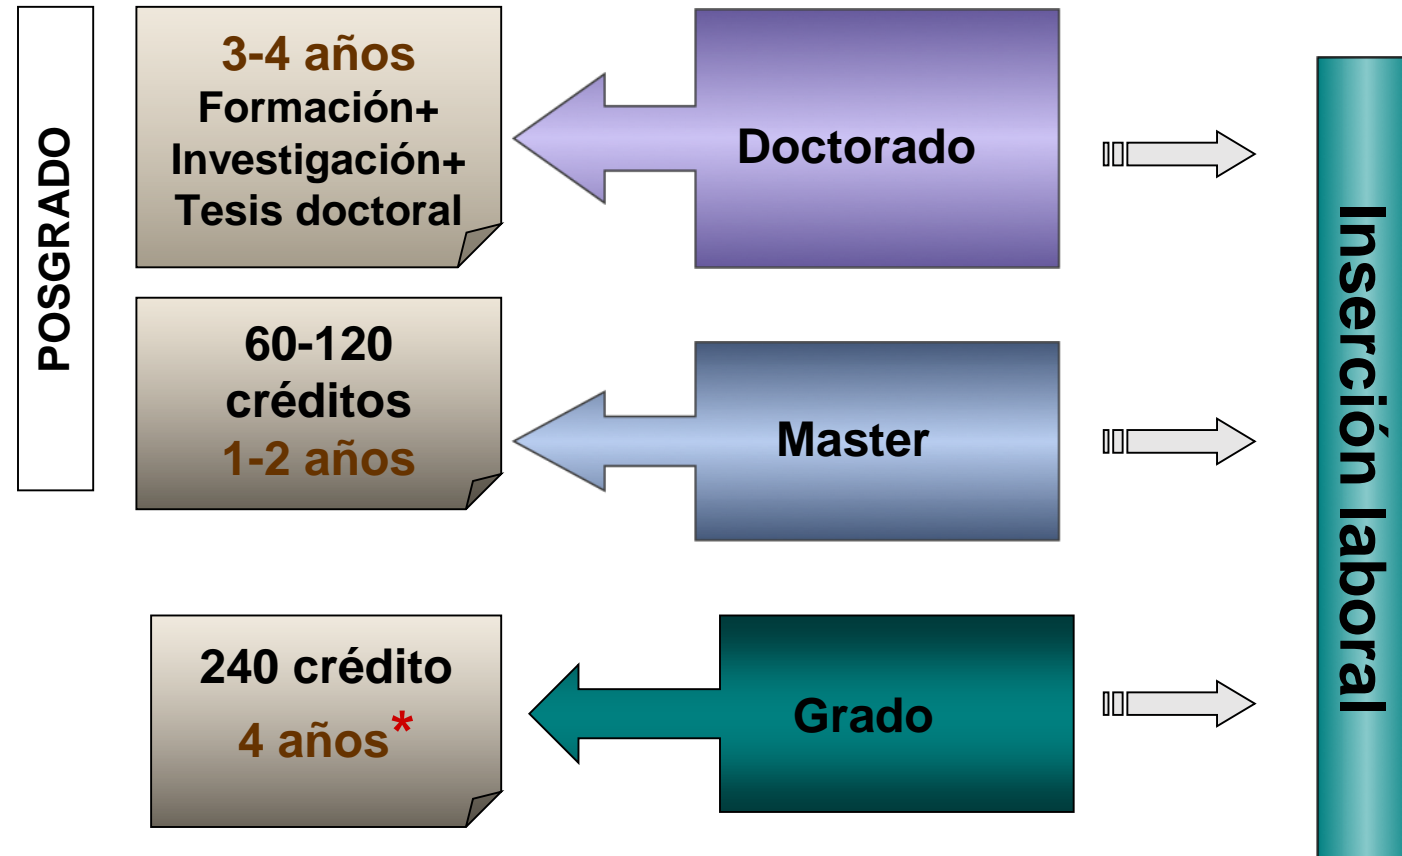 POSGRADO
3-4 años
Formación+
Investigación+
Tesis doctoral
Doctorado
60-120
créditos
1-2 años
Master
240 crédito
4 años*
Grado
Inserción laboral